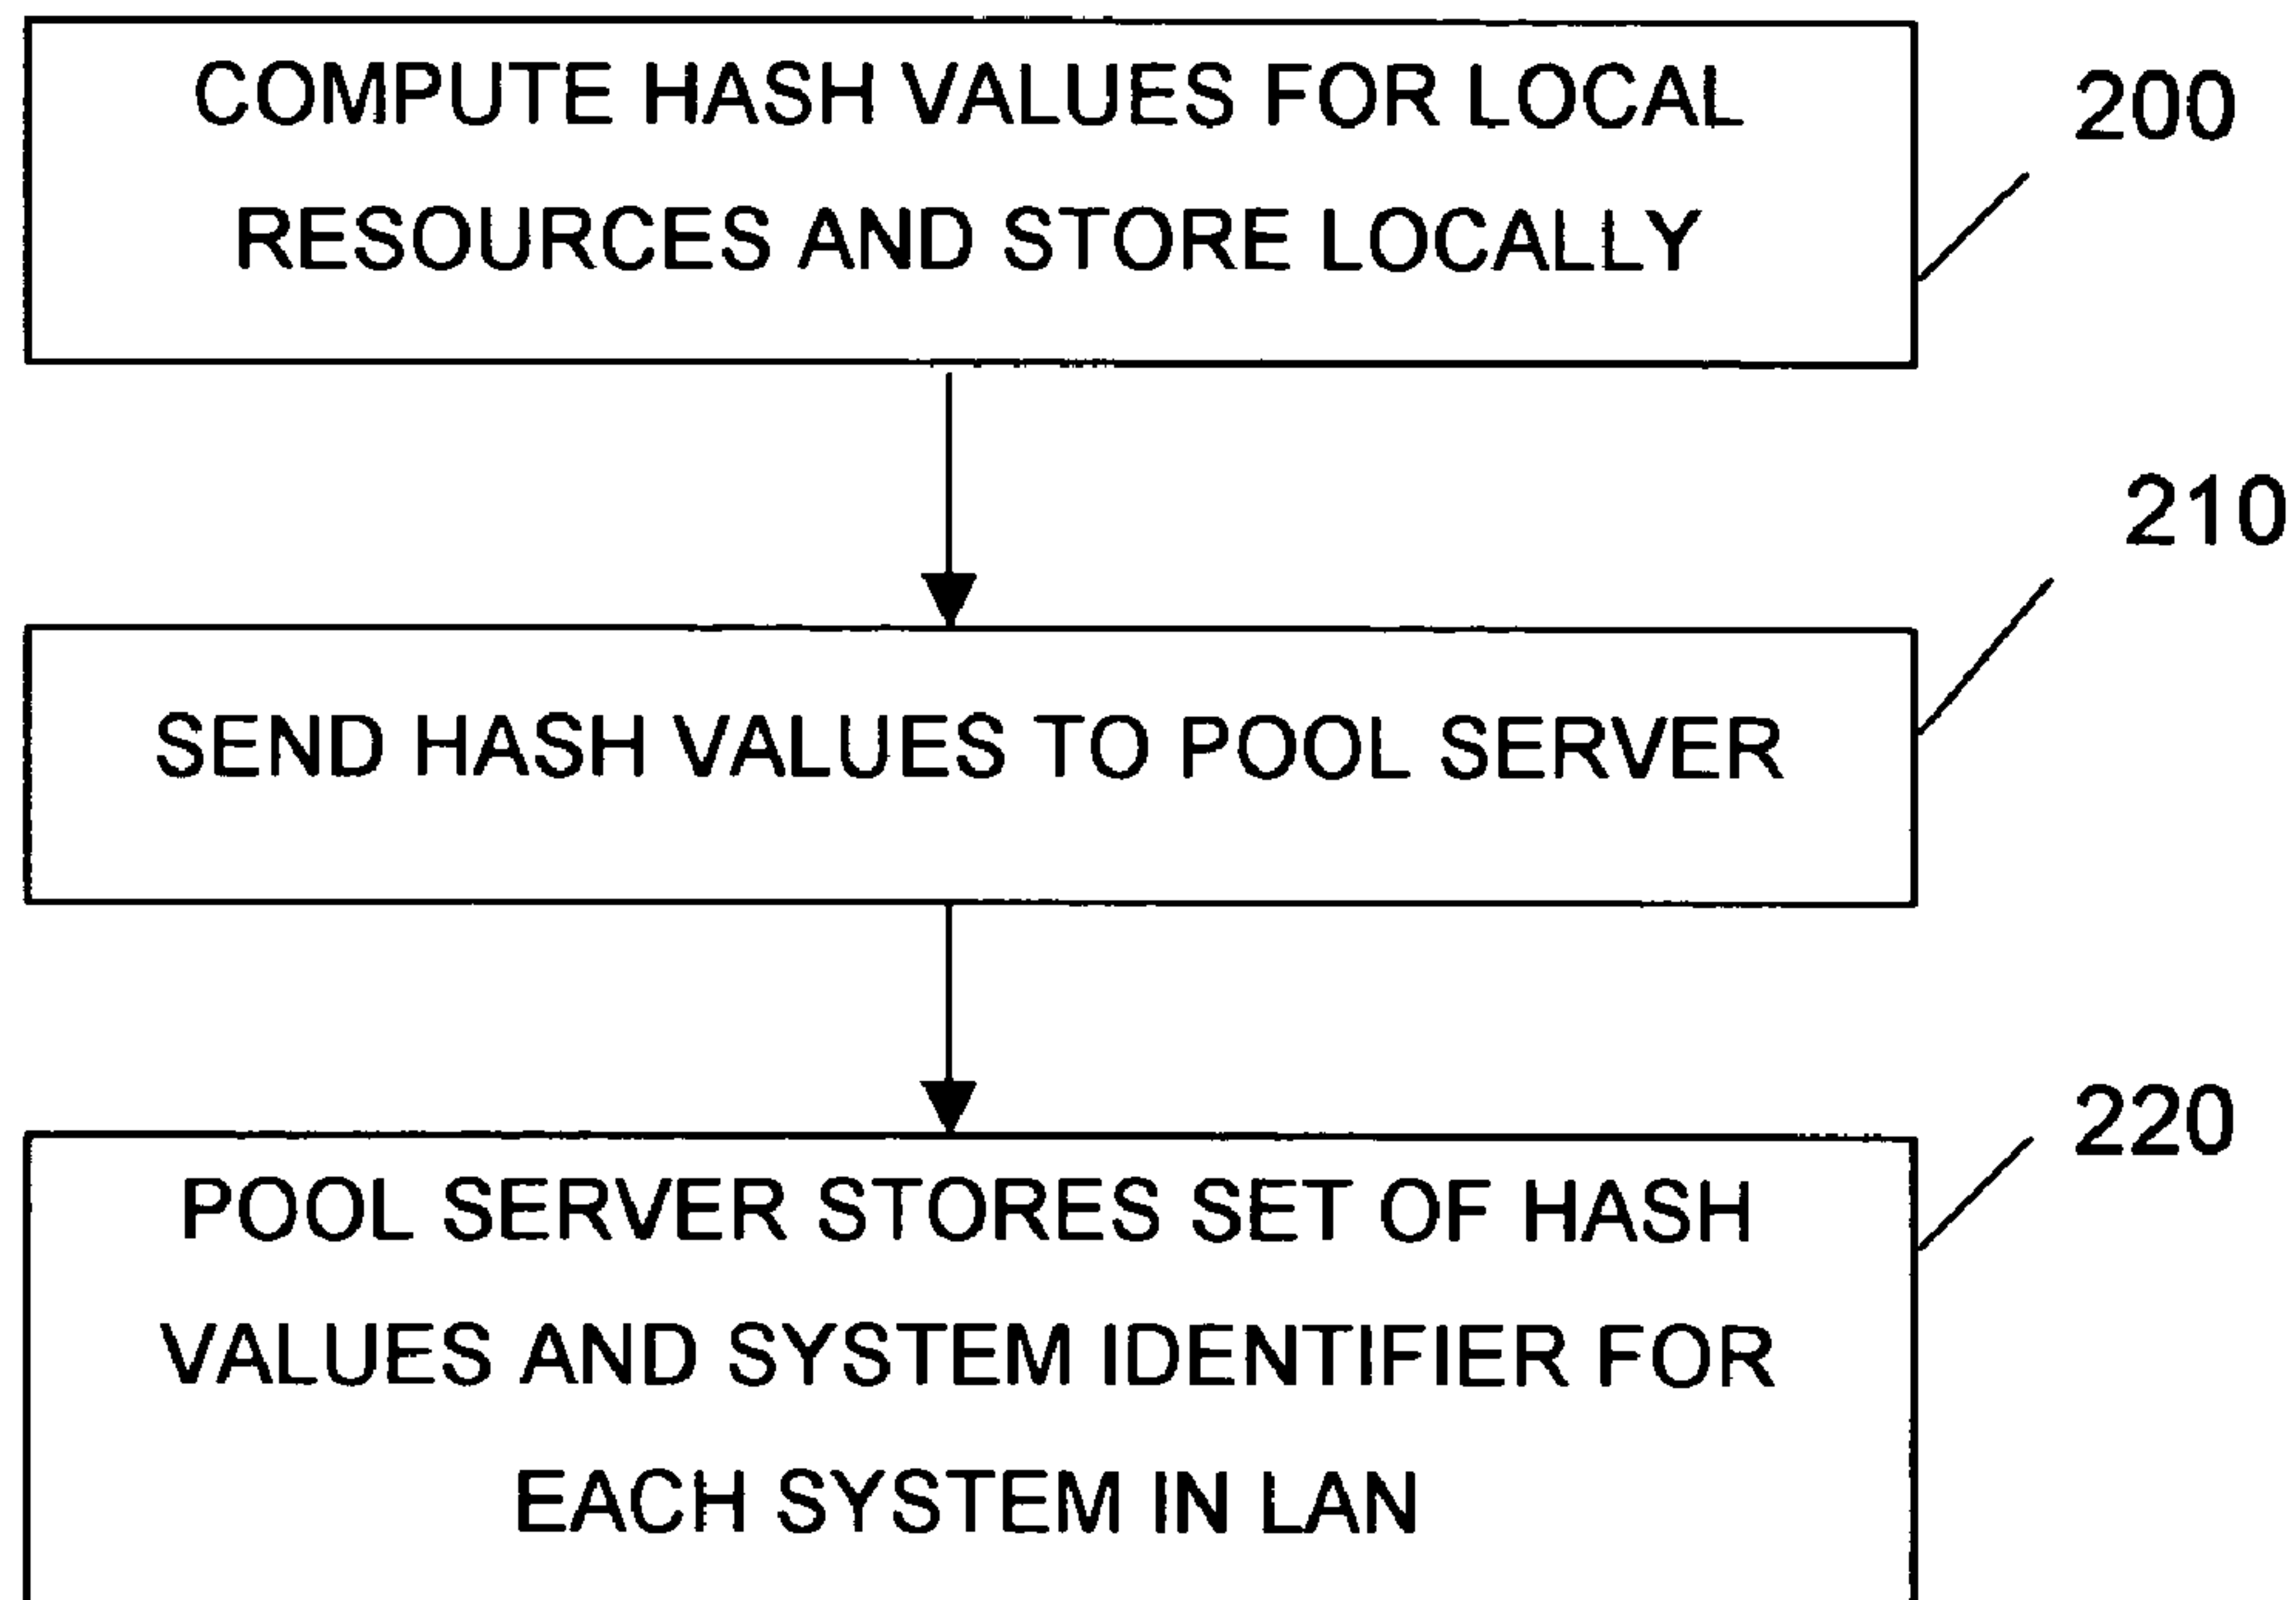 COMPUTE HASH VALUES FOR LOCAL
RESOURCES AND STORE LOCALLY
200
SEND HASH VALUES TO POOL SERVER
210
POOL SERVER STORES SET OF HASH
VALUES AND SYSTEM IDENTIFIER FOR
EACH SYSTEM IN LAN
220